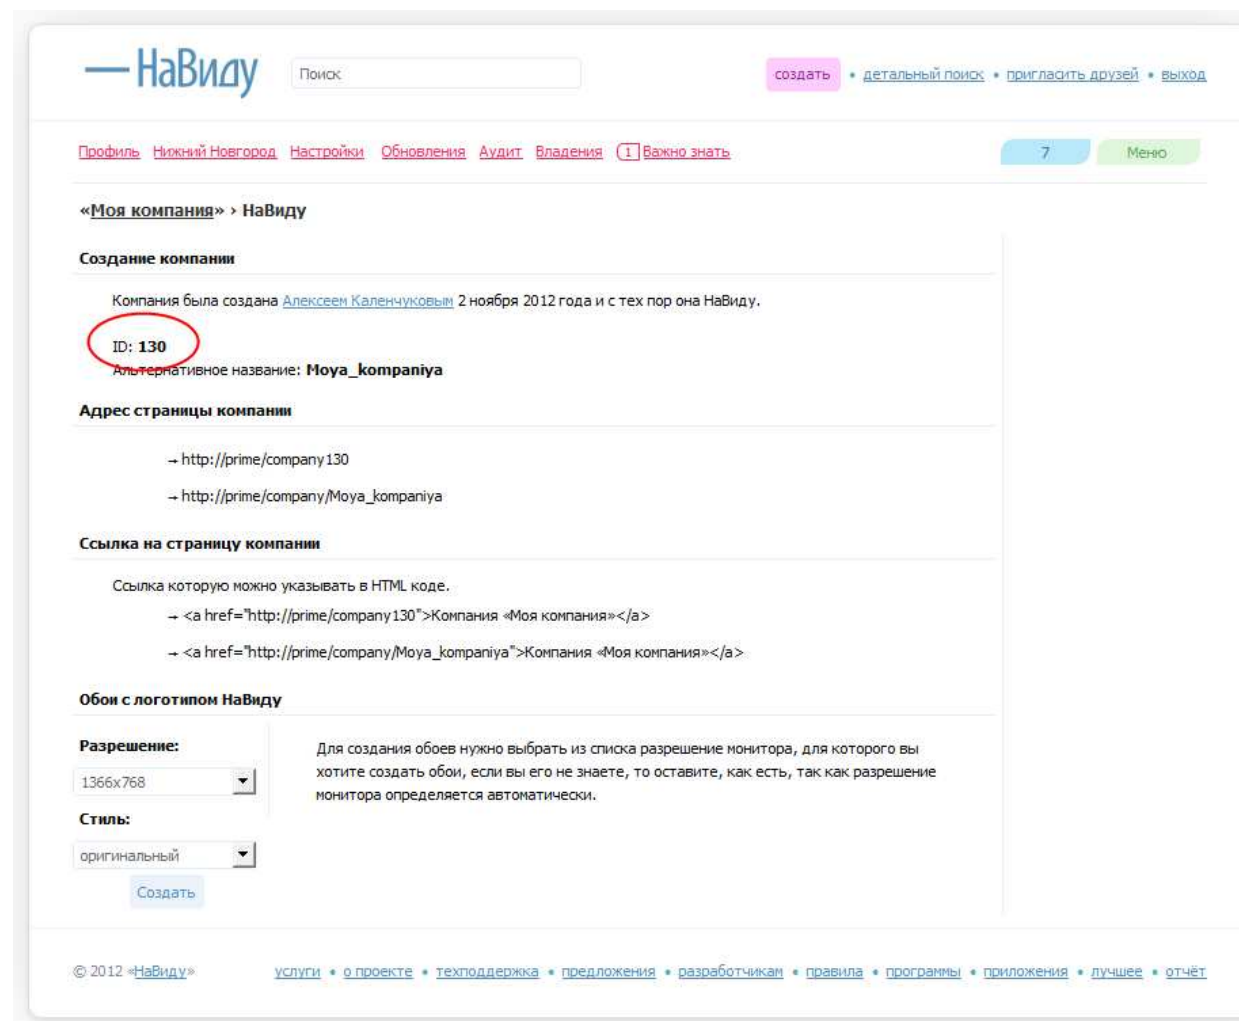 — НаВиду
Поиск
создать • детальный поиск • пригласить друзей • выход
Профиль Нижний Новгород Настройки Обновления Аудит Владения 1 Важно знать
7 Меню
«Моя компания» › НаВиду
Создание компании
Компания была создана Алексеем Каленчуковым 2 ноября 2012 года и с тех пор она НаВиду.
ID: 130
Альтернативное название: Moya_kompaniya
Адрес страницы компании
→ http://prime/company130
→ http://prime/company/Moya_kompaniya
Ссылка на страницу компании
Ссылка которую можно указывать в HTML коде.
→ <a href="http://prime/company130">Компания «Моя компания»</a>
→ <a href="http://prime/company/Moya_kompaniya">Компания «Моя компания»</a>
Обои с логотипом НаВиду
Разрешение:
1366x768
Стиль:
оригинальный
Создать
Для создания обоев нужно выбрать из списка разрешение монитора, для которого вы
хотите создать обои, если вы его не знаете, то оставите, как есть, так как разрешение
монитора определяется автоматически.
© 2012 «НаВиду»
услуги • о проекте • техподдержка • предложения • разработчикам • правила • программы • приложения • лучшее • отчёт